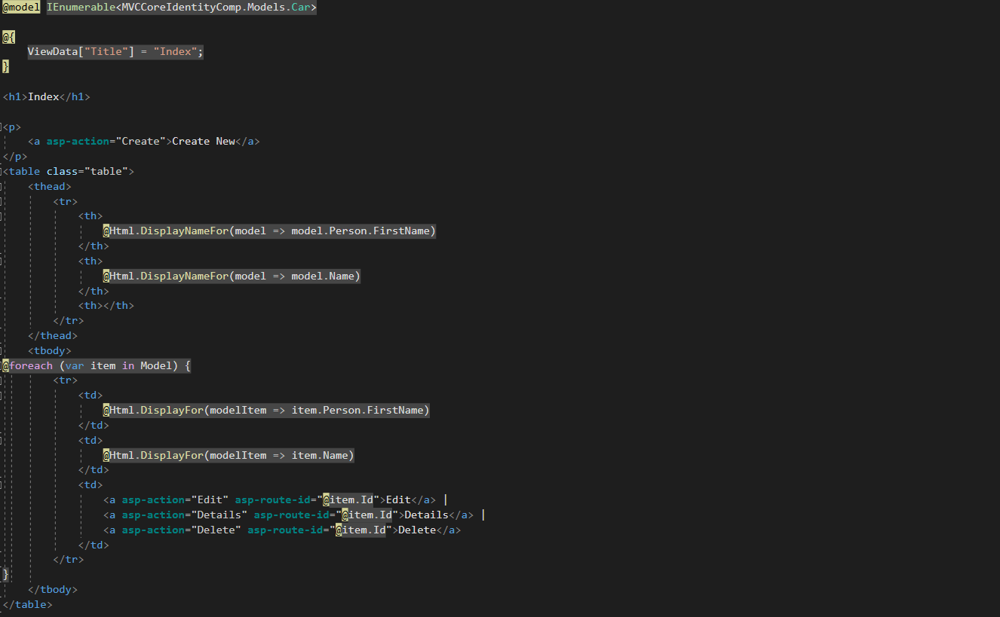 @model IEnumerable<MVCCoreIdentityComp.Models.Car>
@{
    ViewData["Title"] = "Index";
}
<h1>Index</h1>
<p>
    <a asp-action="Create">Create New</a>
</p>
<table class="table">
    <thead>
        <tr>
            <th>
                @Html.DisplayNameFor(model => model.Person.FirstName)
            </th>
            <th>
                @Html.DisplayNameFor(model => model.Name)
            </th>
            <th></th>
        </tr>
    </thead>
    <tbody>
@foreach (var item in Model) {
        <tr>
            <td>
                @Html.DisplayFor(modelItem => item.Person.FirstName)
            </td>
            <td>
                @Html.DisplayFor(modelItem => item.Name)
            </td>
            <td>
                <a asp-action="Edit" asp-route-id="@item.Id">Edit</a> |
                <a asp-action="Details" asp-route-id="@item.Id">Details</a> |
                <a asp-action="Delete" asp-route-id="@item.Id">Delete</a>
            </td>
        </tr>
}
    </tbody>
</table>